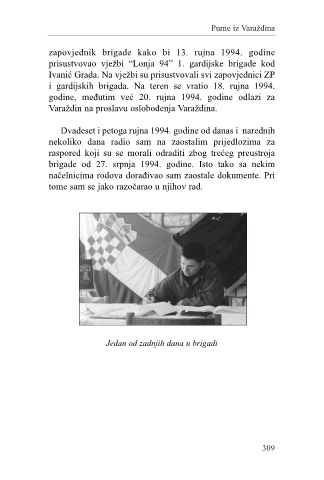 Pume iz Varaždina
zapovjednik brigade kako bi 13. rujna 1994. godine
prisustvovao vježbi “Lonja 94” 1. gardijske brigade kod
Ivanić Grada. Na vježbi su prisustvovali svi zapovjednici ZP
i gardijskih brigada. Na teren se vratio 18. rujna 1994.
godine, međutim već 20. rujna 1994. godine odlazi za
Varaždin na proslavu oslobođenja Varaždina.
Dvadeset i petoga rujna 1994. godine od danas i narednih
nekoliko dana radio sam na zaostalim prijedlozima za
raspored koji su se morali odraditi zbog trećeg preustroja
brigade od 27. srpnja 1994. godine. Isto tako sa nekim
načelnicima rodova dorađivao sam zaostale dokumente. Pri
tome sam se jako razočarao u njihov rad.
Jedan od zadnjih dana u brigadi
309